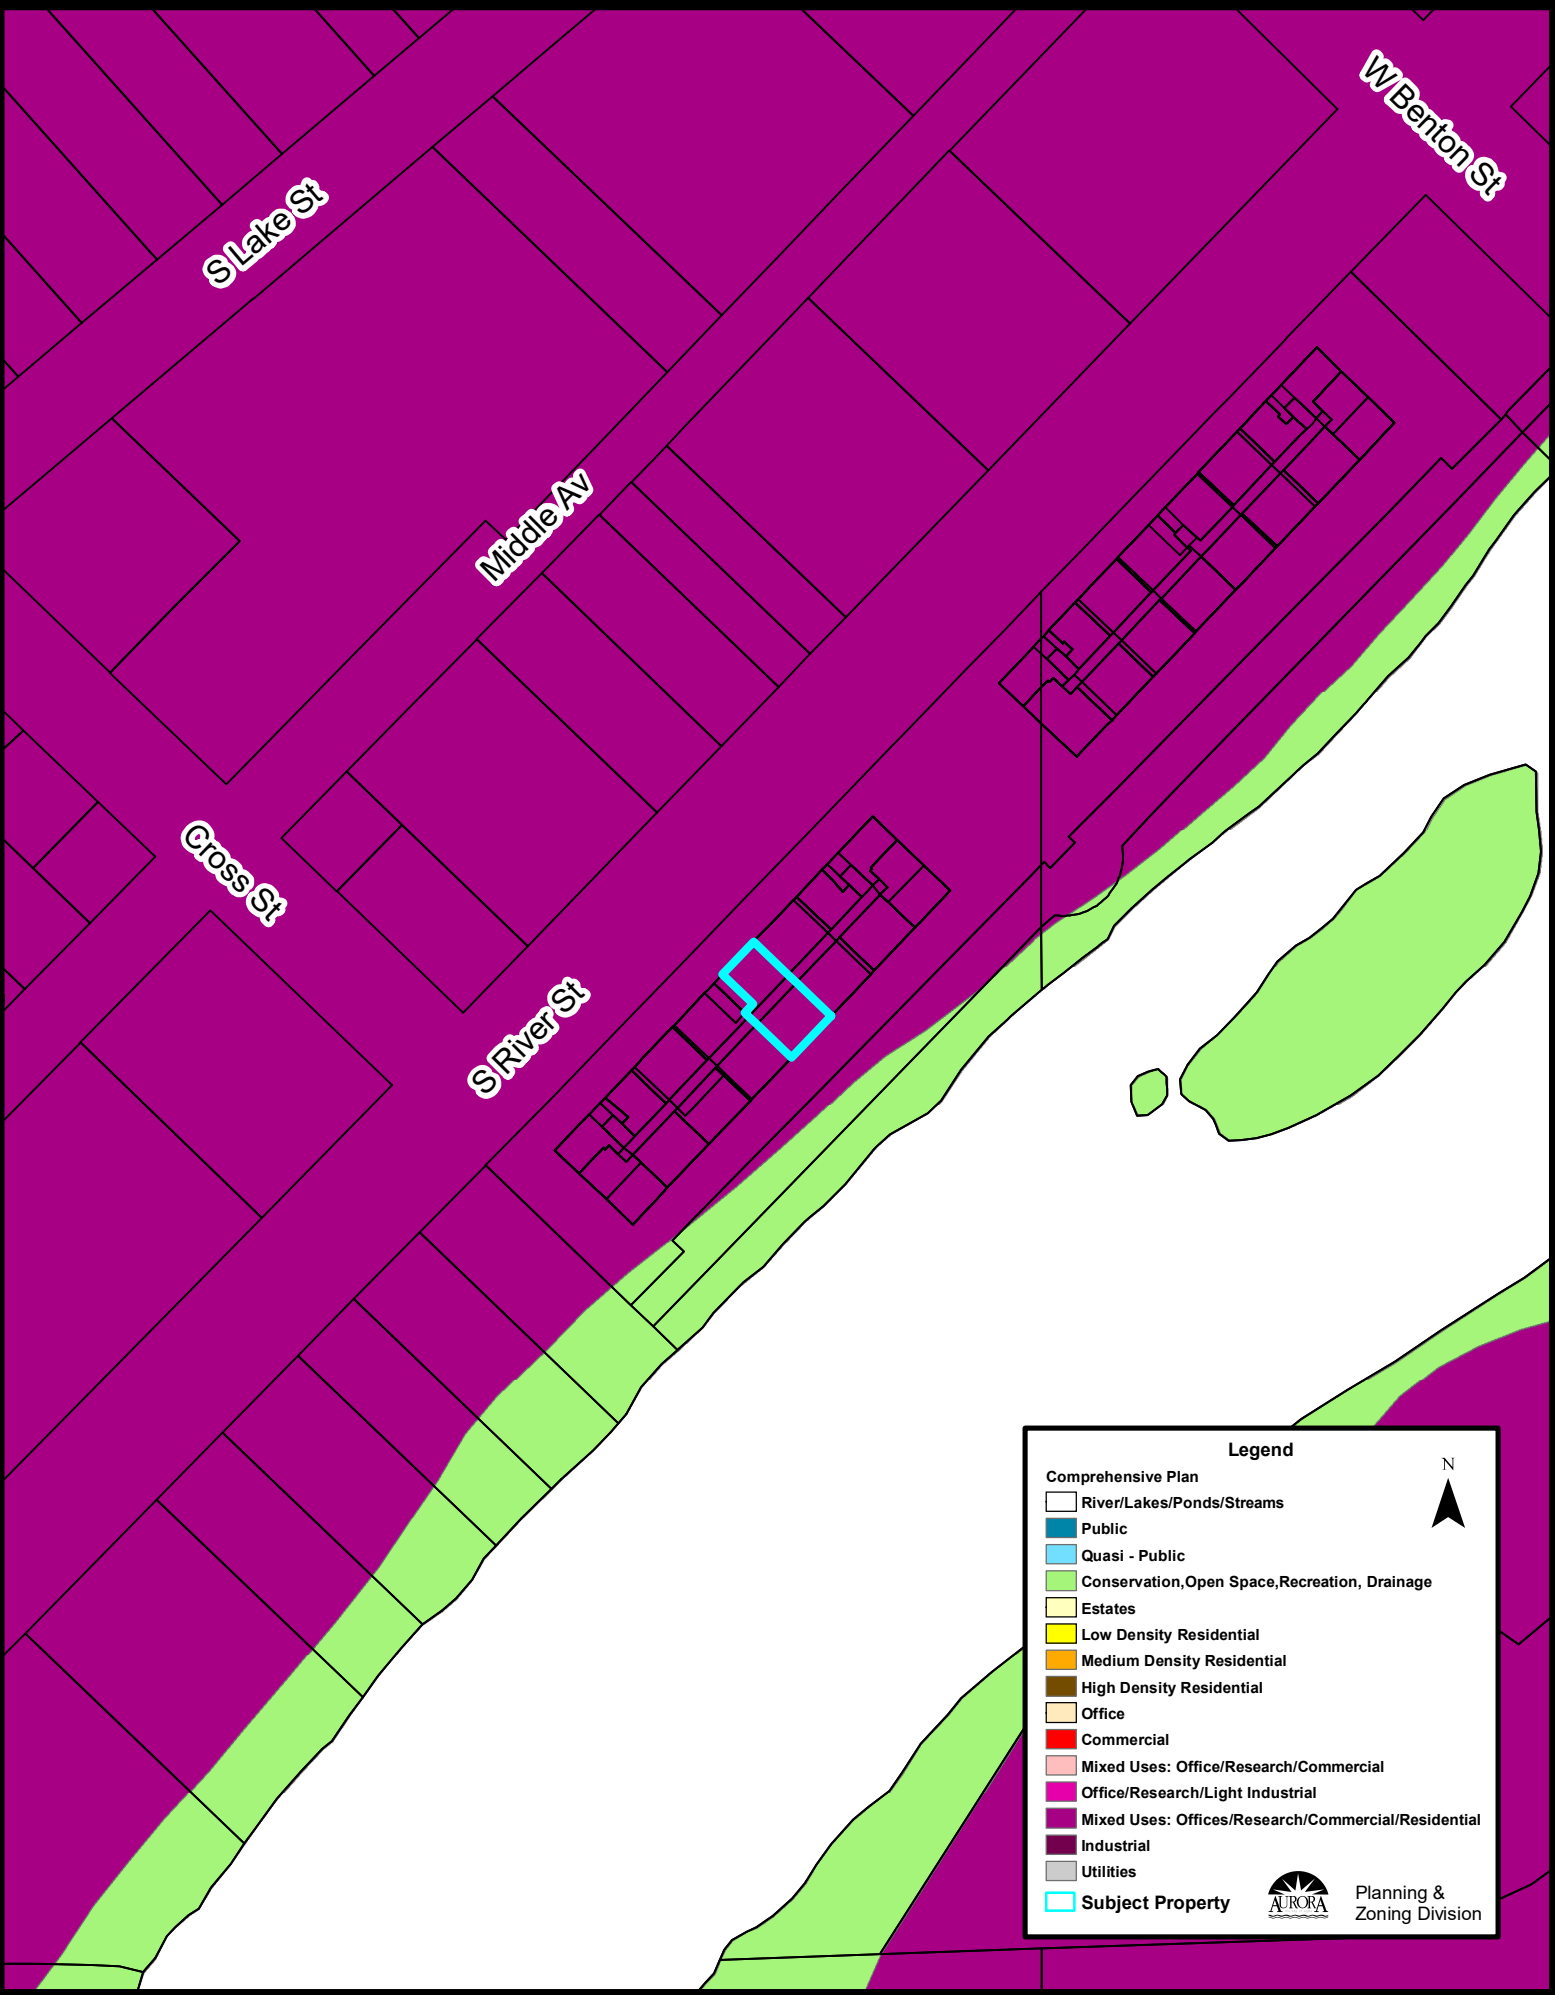 W Benton St
S Lake St
Middle Av
Cross St
S River St
Legend
N
Comprehensive Plan
River/Lakes/Ponds/Streams
Public
Quasi - Public
Conservation,Open Space,Recreation, Drainage
Estates
Low Density Residential
Medium Density Residential
High Density Residential
Office
Commercial
Mixed Uses: Office/Research/Commercial
Office/Research/Light Industrial
Mixed Uses: Offices/Research/Commercial/Residential
Industrial
Utilities
Subject Property
AURORA
Planning &
Zoning Division